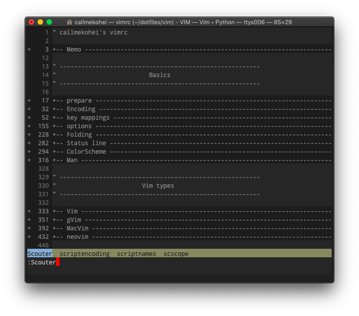 callmekohei — vimrc (~/dotfiles/vim) - VIM — Vim • Python — ttys006 — 85×29
1 " callmekohei's vimrc
2
+ 3 +-- Memo ----------------------------------------------------------------------
12
13 " ----------------------------------------------------------
14 " Basics
15 " ----------------------------------------------------------
16
+ 17 +-- prepare -------------------------------------------------------------------
+ 32 +-- Encoding ------------------------------------------------------------------
+ 52 +-- key mappings --------------------------------------------------------------
+ 155 +-- options -------------------------------------------------------------------
+ 228 +-- Folding -------------------------------------------------------------------
+ 282 +-- Status line ---------------------------------------------------------------
+ 294 +-- ColorScheme ---------------------------------------------------------------
+ 316 +-- Man -----------------------------------------------------------------------
328
329 " ----------------------------------------------------------
330 " Vim types
331 " ----------------------------------------------------------
332
+ 333 +-- Vim -----------------------------------------------------------------------
+ 351 +-- gVim ----------------------------------------------------------------------
+ 392 +-- MacVim --------------------------------------------------------------------
+ 432 +-- neovim --------------------------------------------------------------------
446
Scouter scriptencoding scriptnames scscope
:Scouter